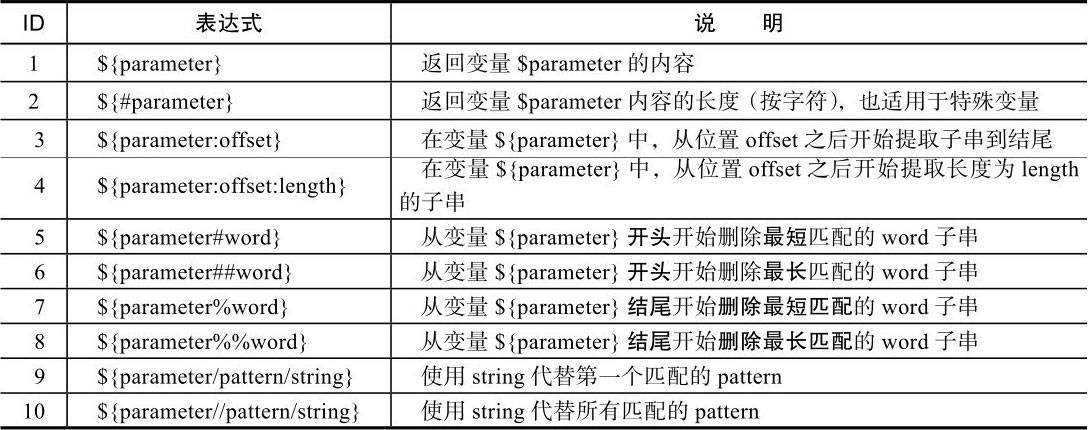 ID 表达式 说 明
1 ${parameter} 返回变量 $parameter 的内容
2 ${#parameter} 返回变量 $parameter 内容的长度（按字符），也适用于特殊变量
3 ${parameter:offset} 在变量 ${parameter} 中，从位置 offset 之后开始提取子串到结尾
4 ${parameter:offset:length} 在变量 ${parameter} 中，从位置 offset 之后开始提取长度为 length
的子串
5 ${parameter#word} 从变量 ${parameter} 开头开始删除最短匹配的 word 子串
6 ${parameter##word} 从变量 ${parameter} 开头开始删除最长匹配的 word 子串
7 ${parameter%word} 从变量 ${parameter} 结尾开始删除最短匹配的 word 子串
8 ${parameter%%word} 从变量 ${parameter} 结尾开始删除最长匹配的 word 子串
9 ${parameter/pattern/string} 使用 string 代替第一个匹配的 pattern
10 ${parameter//pattern/string} 使用 string 代替所有匹配的 pattern